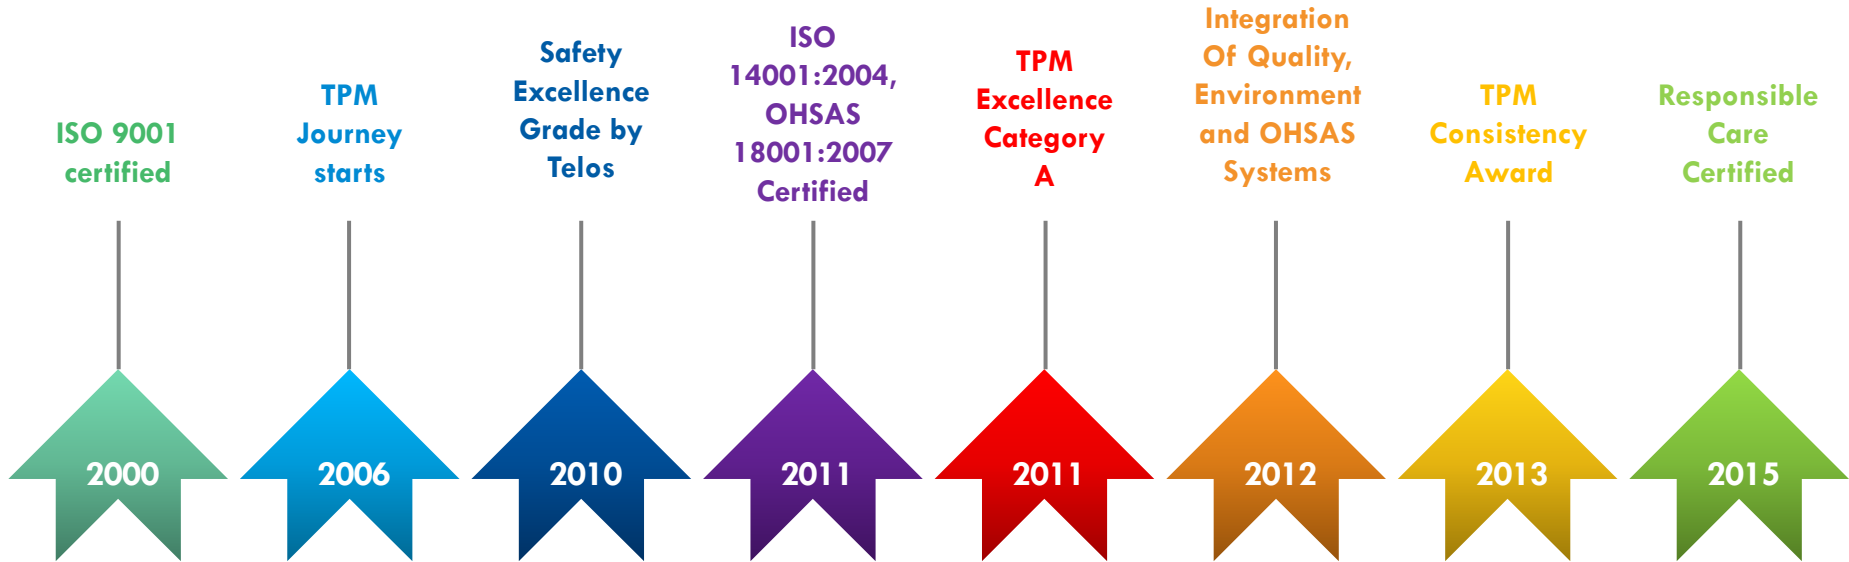 ISO 9001
certified
TPM
Journey
starts
Safety
Excellence
Grade by
Telos
ISO
14001:2004,
OHSAS
18001:2007
Certified
TPM
Excellence
Category
A
Integration
Of Quality,
Environment
and OHSAS
Systems
TPM
Consistency
Award
Responsible
Care
Certified
2000
2006
2010
2011
2011
2012
2013
2015